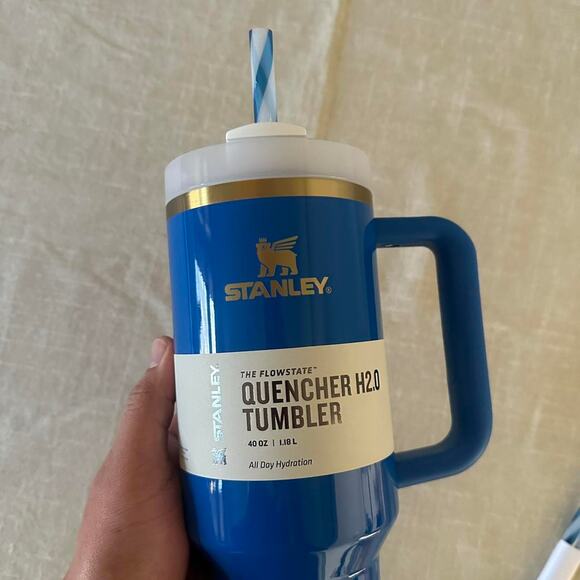 STANLEY®
STANLEY
THE FLOWSTATE™
QUENCHER H2.0
TUMBLER
40 OZ | 1.18 L
All Day Hydration